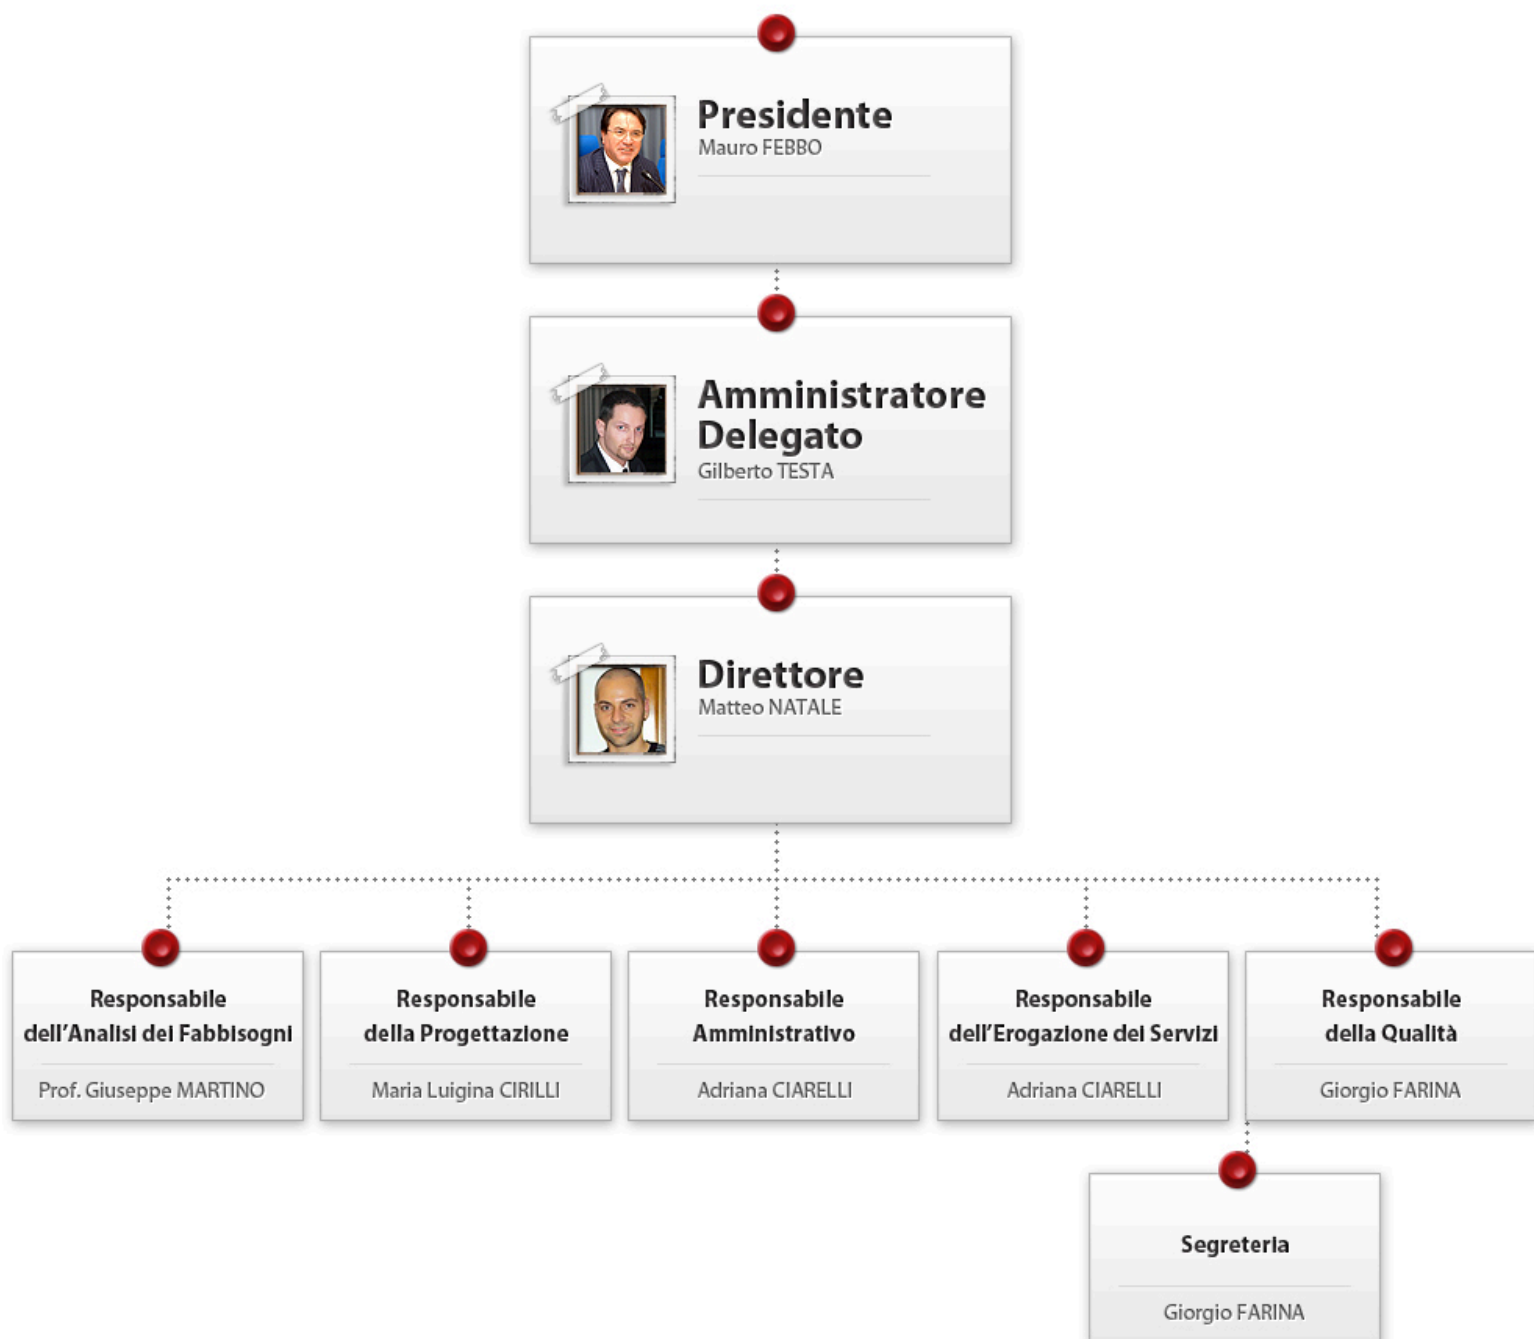 Presidente
Mauro FEBBO
Amministratore
Delegato
Gilberto TESTA
Direttore
Matteo NATALE
Responsabile
dell'Analisi dei Fabbisogni
Prof. Giuseppe MARTINO
Responsabile
della Progettazione
Maria Luigina CIRILLI
Responsabile
Amministrativo
Adriana CIARELLI
Responsabile
dell'Erogazione dei Servizi
Adriana CIARELLI
Responsabile
della Qualità
Giorgio FARINA
Segreteria
Giorgio FARINA